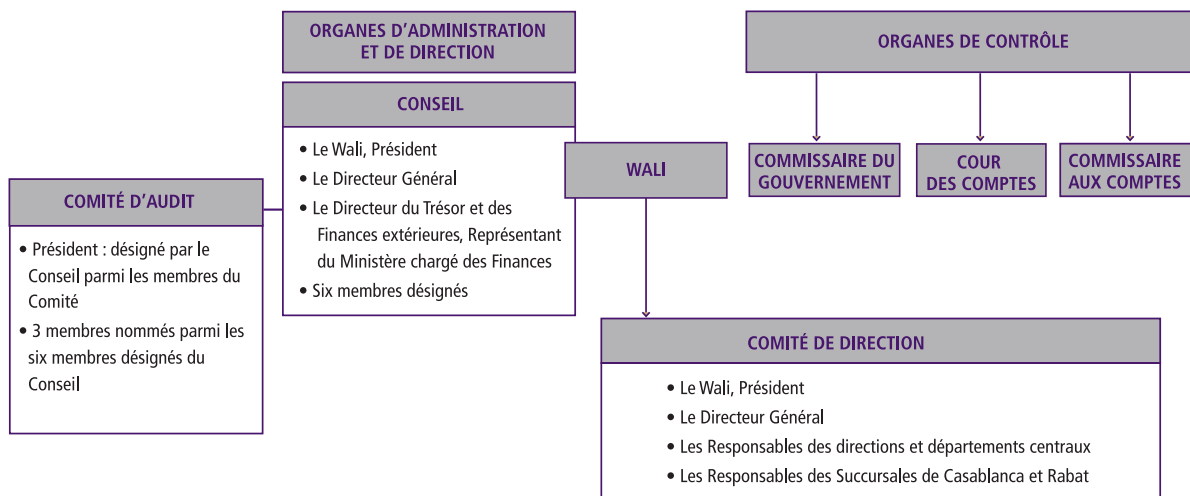 ORGANES D’ADMINISTRATION
ET DE DIRECTION
ORGANES DE CONTRÔLE
CONSEIL
• Le Wali, Président
• Le Directeur Général
• Le Directeur du Trésor et des
Finances extérieures, Représentant
du Ministère chargé des Finances
• Six membres désignés
WALI
COMMISSAIRE DU
GOUVERNEMENT
COUR
DES COMPTES
COMMISSAIRE
AUX COMPTES
COMITÉ D’AUDIT
• Président : désigné par le
Conseil parmi les membres du
Comité
• 3 membres nommés parmi les
six membres désignés du
Conseil
COMITÉ DE DIRECTION
• Le Wali, Président
• Le Directeur Général
• Les Responsables des directions et départements centraux
• Les Responsables des Succursales de Casablanca et Rabat